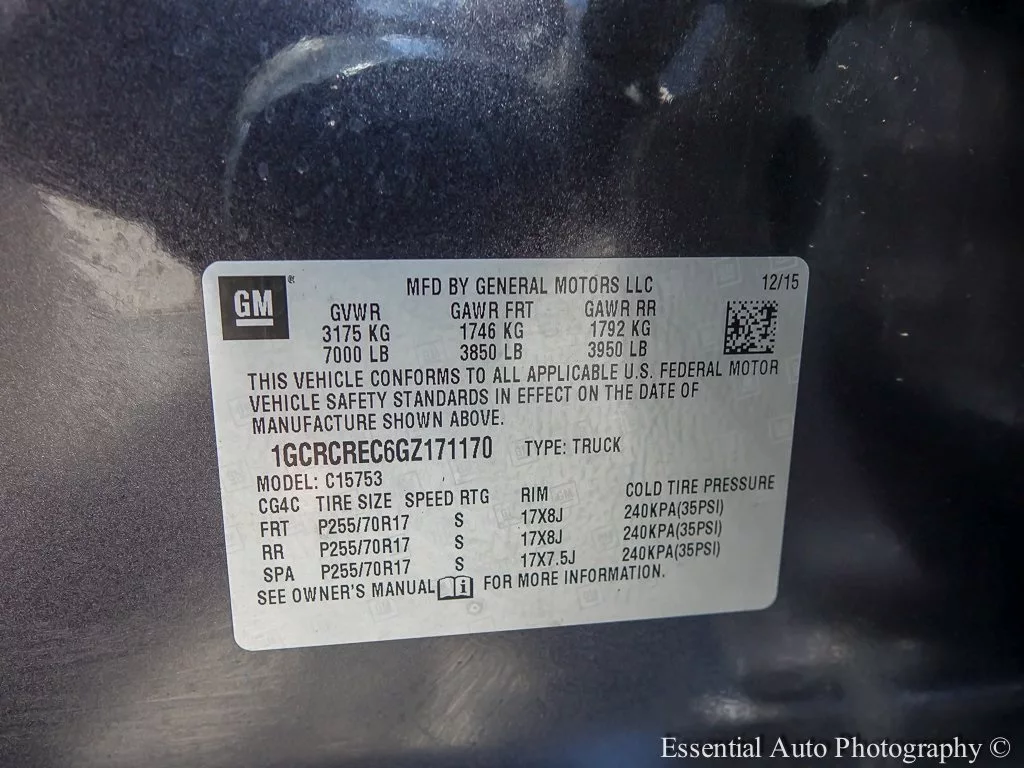 GM
MFD BY GENERAL MOTORS LLC 12/15
GVWR GAWR FRT GAWR RR
3175 KG 1746 KG 1792 KG
7000 LB 3850 LB 3950 LB
THIS VEHICLE CONFORMS TO ALL APPLICABLE U.S. FEDERAL MOTOR
VEHICLE SAFETY STANDARDS IN EFFECT ON THE DATE OF
MANUFACTURE SHOWN ABOVE.
1GCRCREC6GZ171170 TYPE: TRUCK
MODEL: C15753
CG4C TIRE SIZE SPEED RTG RIM COLD TIRE PRESSURE
FRT P255/70R17 S 17X8J 240KPA(35PSI)
RR P255/70R17 S 17X8J 240KPA(35PSI)
SPA P255/70R17 S 17X7.5J 240KPA(35PSI)
SEE OWNER'S MANUAL FOR MORE INFORMATION.
Essential Auto Photography ©